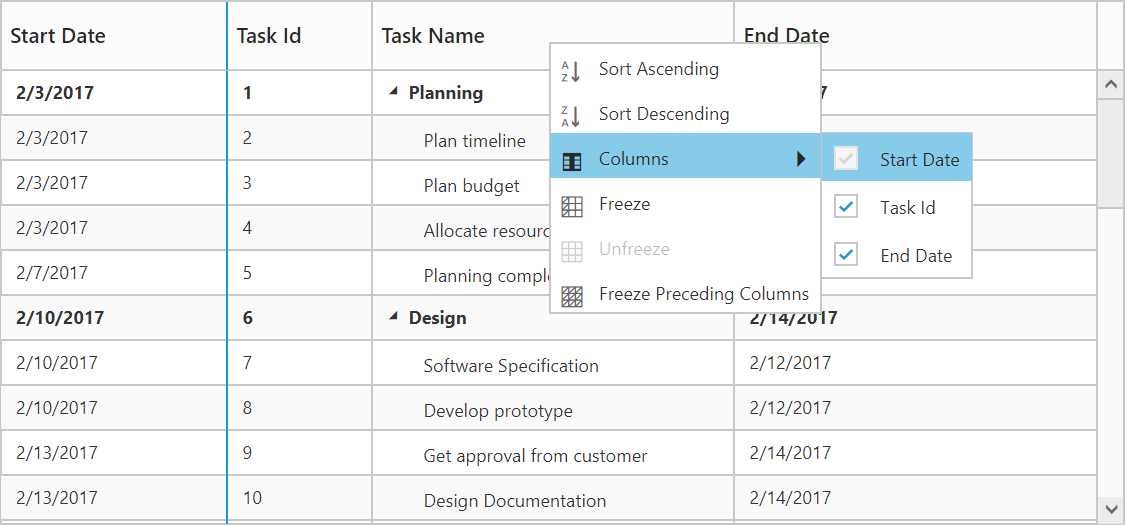 Start Date Task Id Task Name End Date
2/3/2017 1 Planning 7
2/3/2017 2 Plan timeline
2/3/2017 3 Plan budget
2/3/2017 4 Allocate
2/7/2017 5 Planning
2/10/2017 6 Design 2/14/2017
2/10/2017 7 Software Specification 2/12/2017
2/10/2017 8 Develop prototype 2/12/2017
2/13/2017 9 Get approval from customer 2/14/2017
2/13/2017 10 Design Documentation 2/14/2017
A Z Sort Ascending
Z A Sort Descending
Columns
Freeze
Unfreeze
Freeze Preceding Columns
Start Date
Task Id
End Date